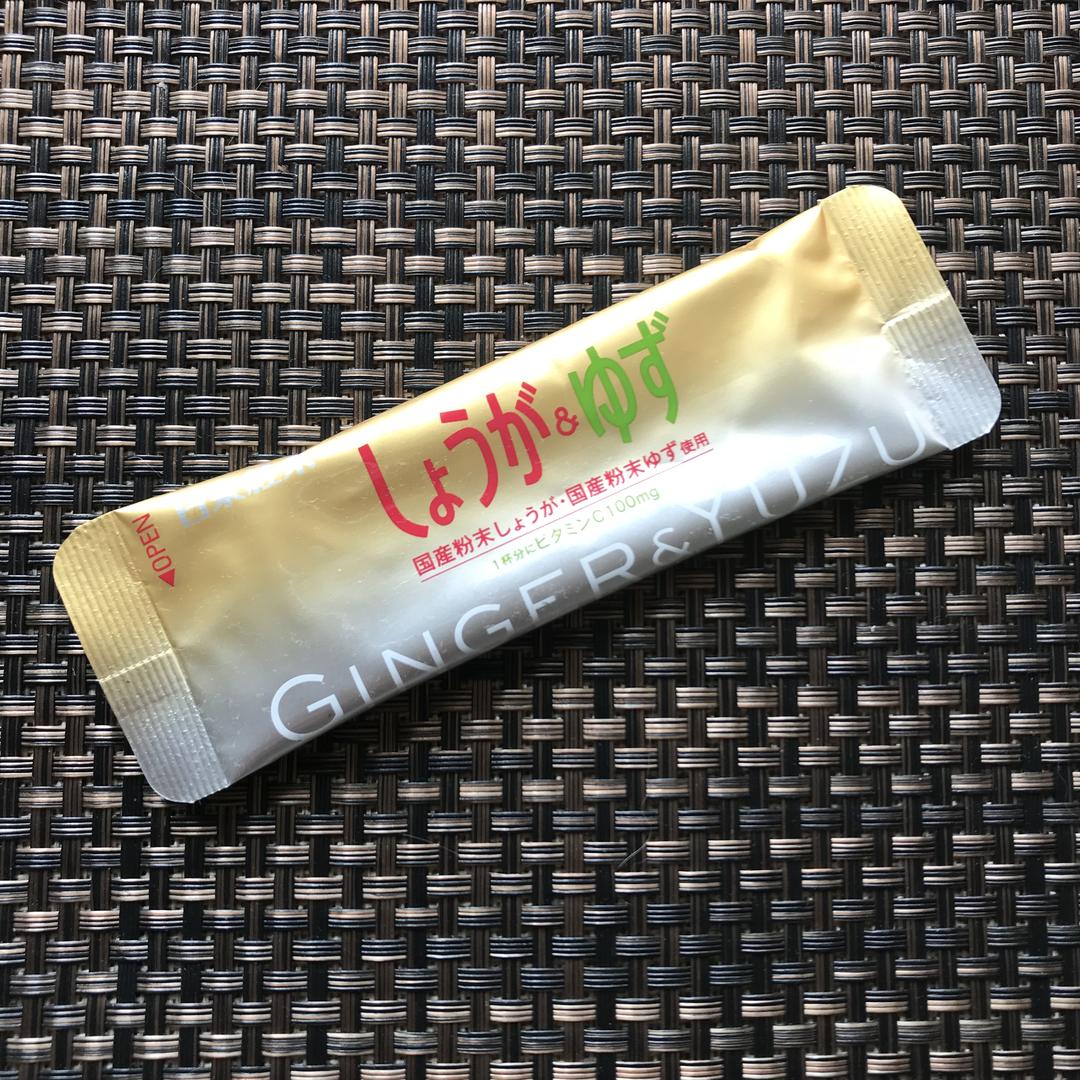 しょうが&ゆず
国産粉末しょうが・国産粉末ゆず使用
1杯分にビタミンC100mg
GINGER&YUZU
OPEN